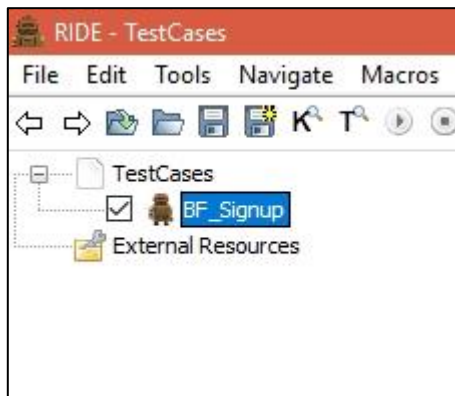 RIDE - TestCases
File Edit Tools Navigate Macros
K T
TestCases
BF_Signup
External Resources